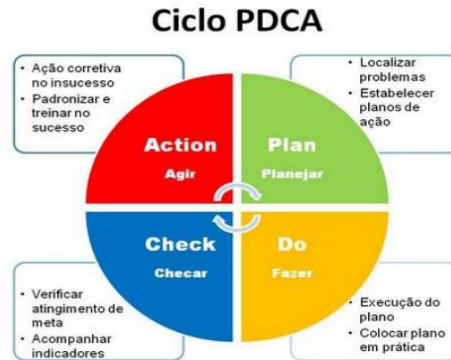 Ciclo PDCA
• Ação corretiva
no insucesso
• Padronizar e
treinar no
sucesso
• Localizar
problemas
• Estabelecer
planos de
ação
Action
Agir
Plan
Planejar
Check
Checar
Do
Fazer
• Verificar
atingimento de
meta
• Acompanhar
indicadores
• Execução do
plano
• Colocar plano
em prática